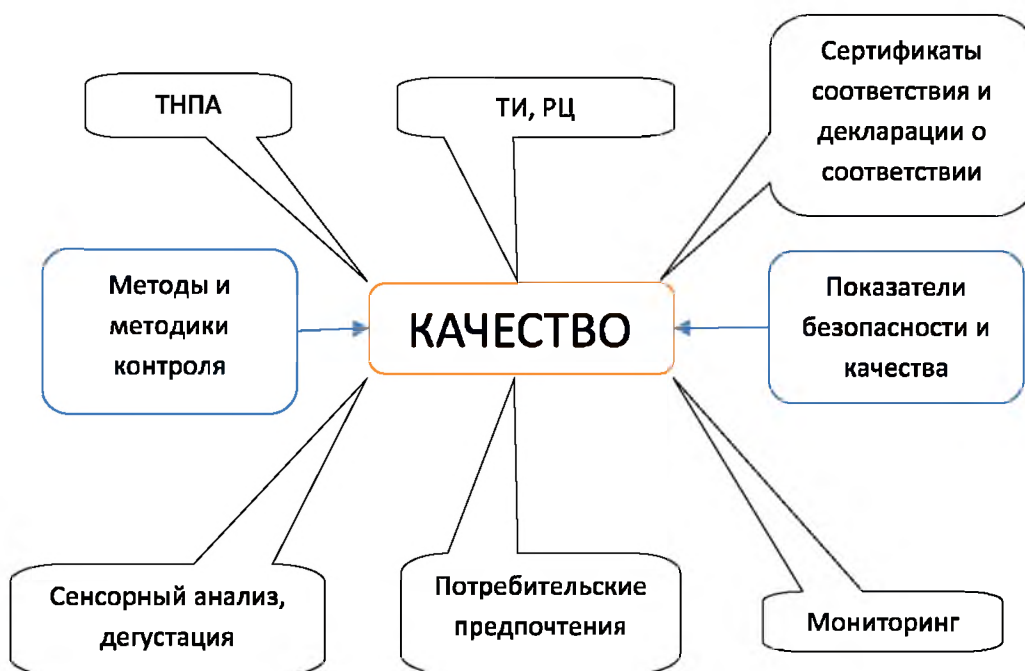 ТНПА
ТИ, РЦ
Сертификаты
соответствия и
декларации о
соответствии
Методы и
методики
контроля
КАЧЕСТВО
Показатели
безопасности и
качества
Сенсорный анализ,
дегустация
Потребительские
предпочтения
Мониторинг